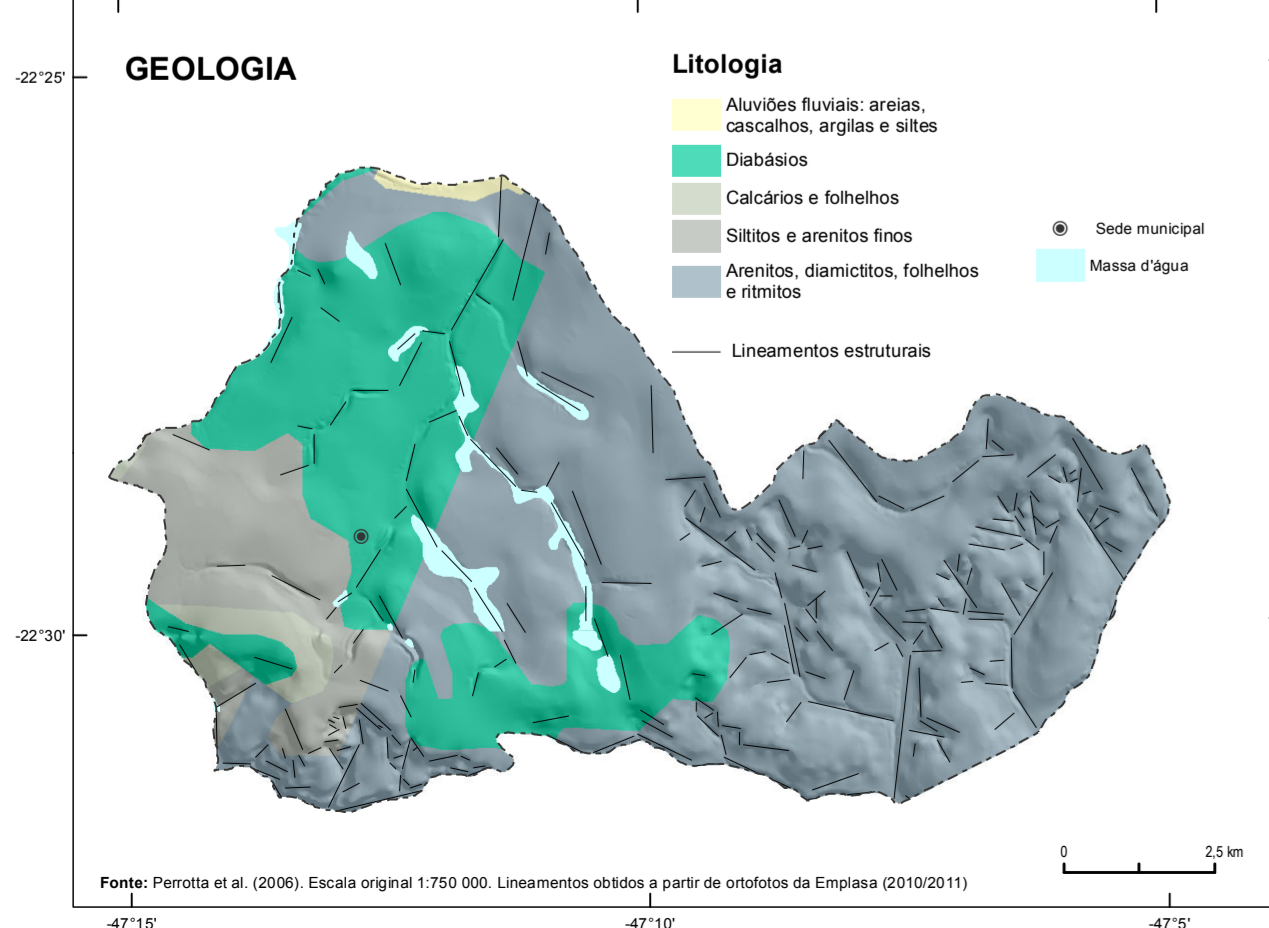 GEOLOGIA
-22°25'
-22°30'
Litologia
Aluviões fluviais: areias,
cascalhos, argilas e siltes
Diabásios
Calcários e folhelhos
Siltitos e arenitos finos
Arenitos, diamictitos, folhelhos
e ritmitos
Lineamentos estruturais
Sede municipal
Massa d'água
0 2,5 km
Fonte: Perrotta et al. (2006). Escala original 1:750 000. Lineamentos obtidos a partir de ortofotos da Emplasa (2010/2011)
-47°15' -47°10' -47°5'